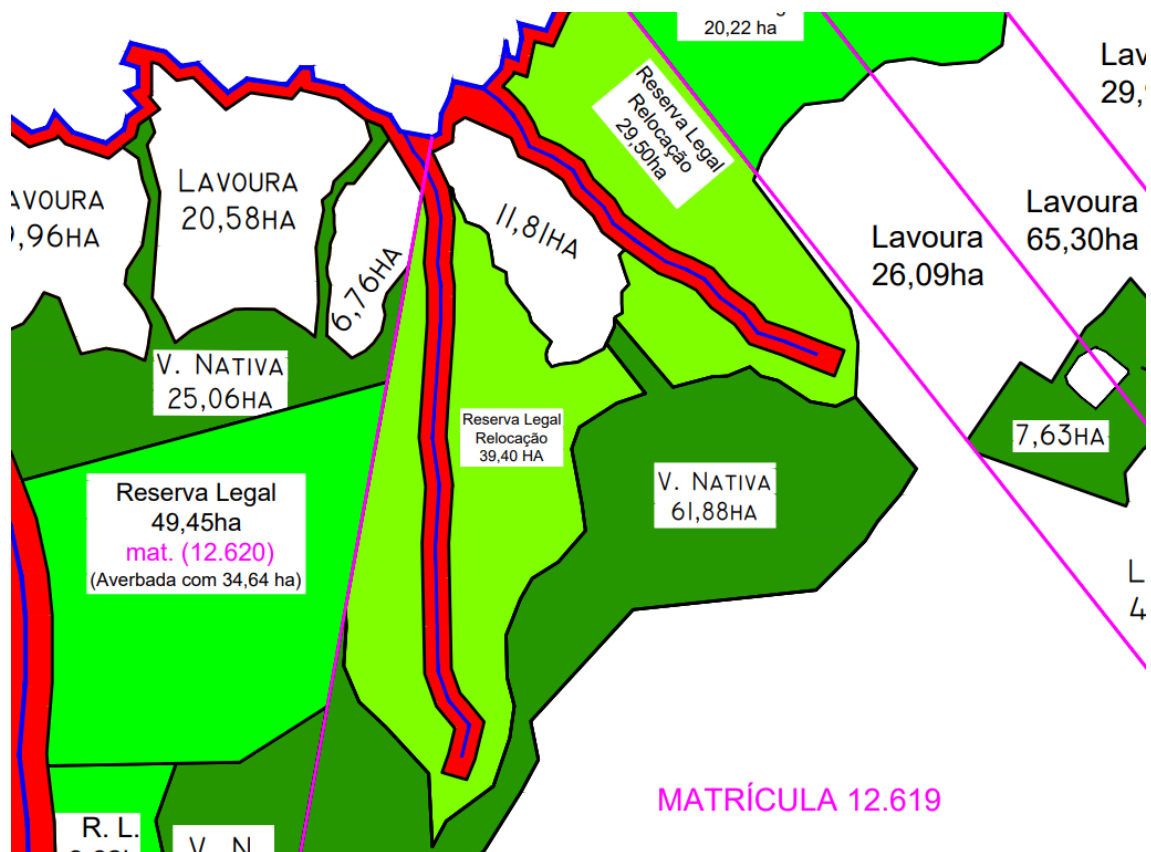 20,22 ha
Reserva Legal
Relocação
29,50ha
29,
LAVOURA
20,58HA
11,81HA
6,76HA
Lavoura
65,30ha
Lavoura
26,09ha
V. NATIVA
25,06HA
Reserva Legal
Relocação
39,40 HA
7,63HA
V. NATIVA
61,88HA
Reserva Legal
49,45ha
mat. (12.620)
(Averbada com 34,64 ha)
MATRÍCULA 12.619
R. L.
V. N